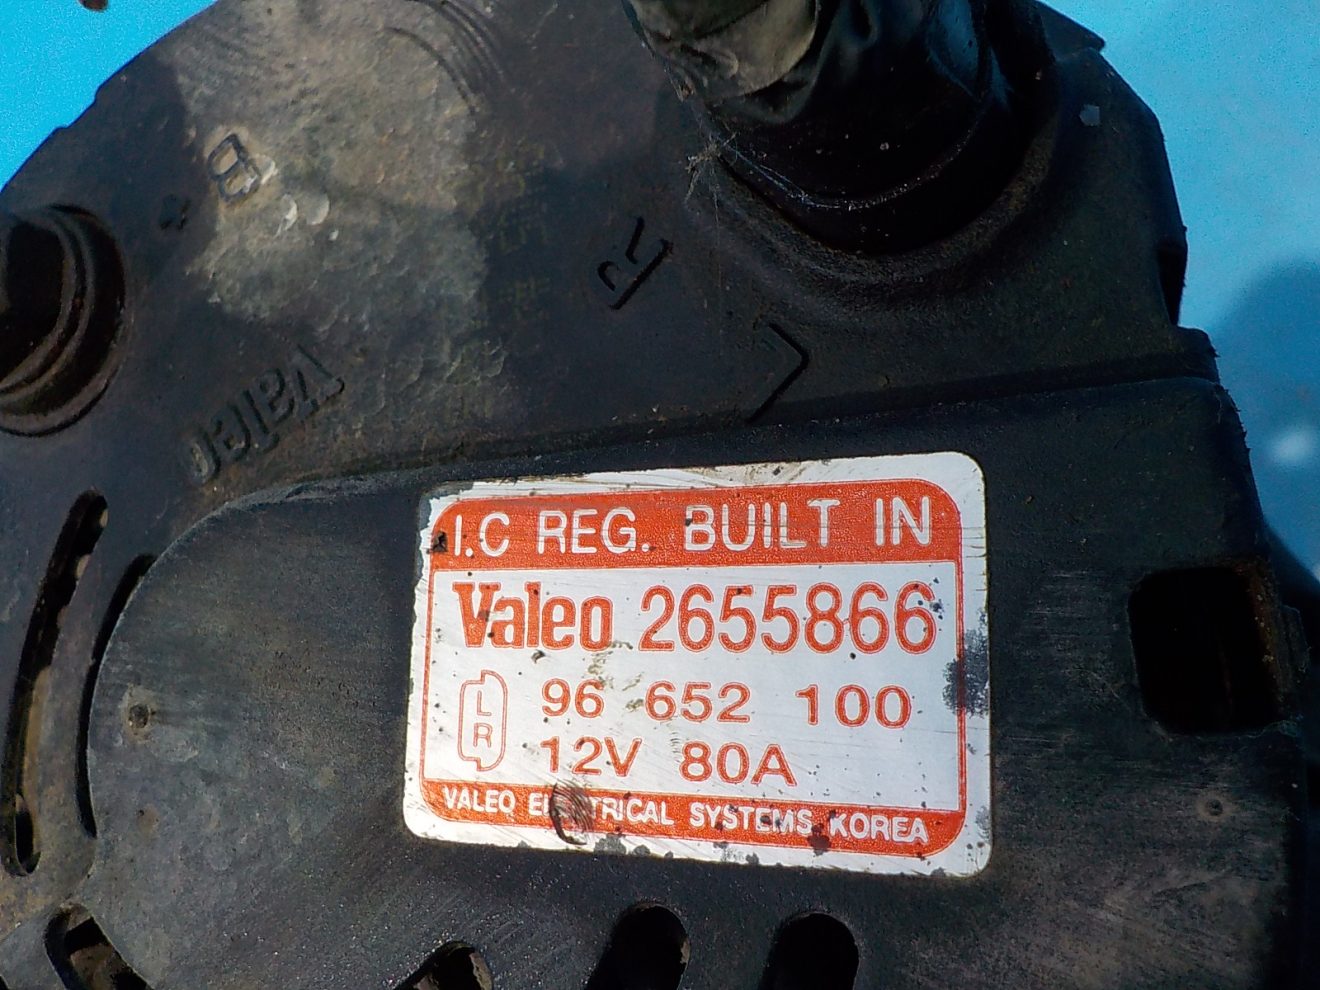 B
+
R
L
Valeo
I.C REG. BUILT IN
Valeo 2655866
L 96 652 100
R 12V 80A
VALEO ELECTRICAL SYSTEMS KOREA